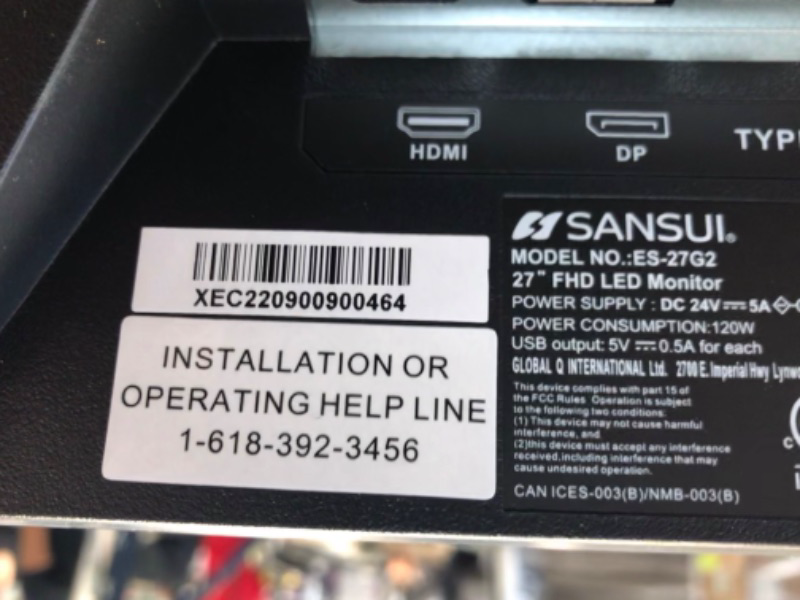 HDMI
DP
XEC220900900464
INSTALLATION OR
OPERATING HELP LINE
1-618-392-3456
SANSUI®
MODEL NO.:ES-27G2
27" FHD LED Monitor
POWER SUPPLY : DC 24V⎓5A
POWER CONSUMPTION:120W
USB output: 5V ⎓0.5A for each
GLOBAL Q INTERNATIONAL Ltd. 2700 E. Imperial Hwy
This device complies with part 15 of
the FCC Rules Operation is subject
to the following two conditions:
(1) This device may not cause harmful
interference, and
(2)this device must accept any interference
received.including interference that may
cause undesired operation.
CAN ICES-003(B)/NMB-003(B)